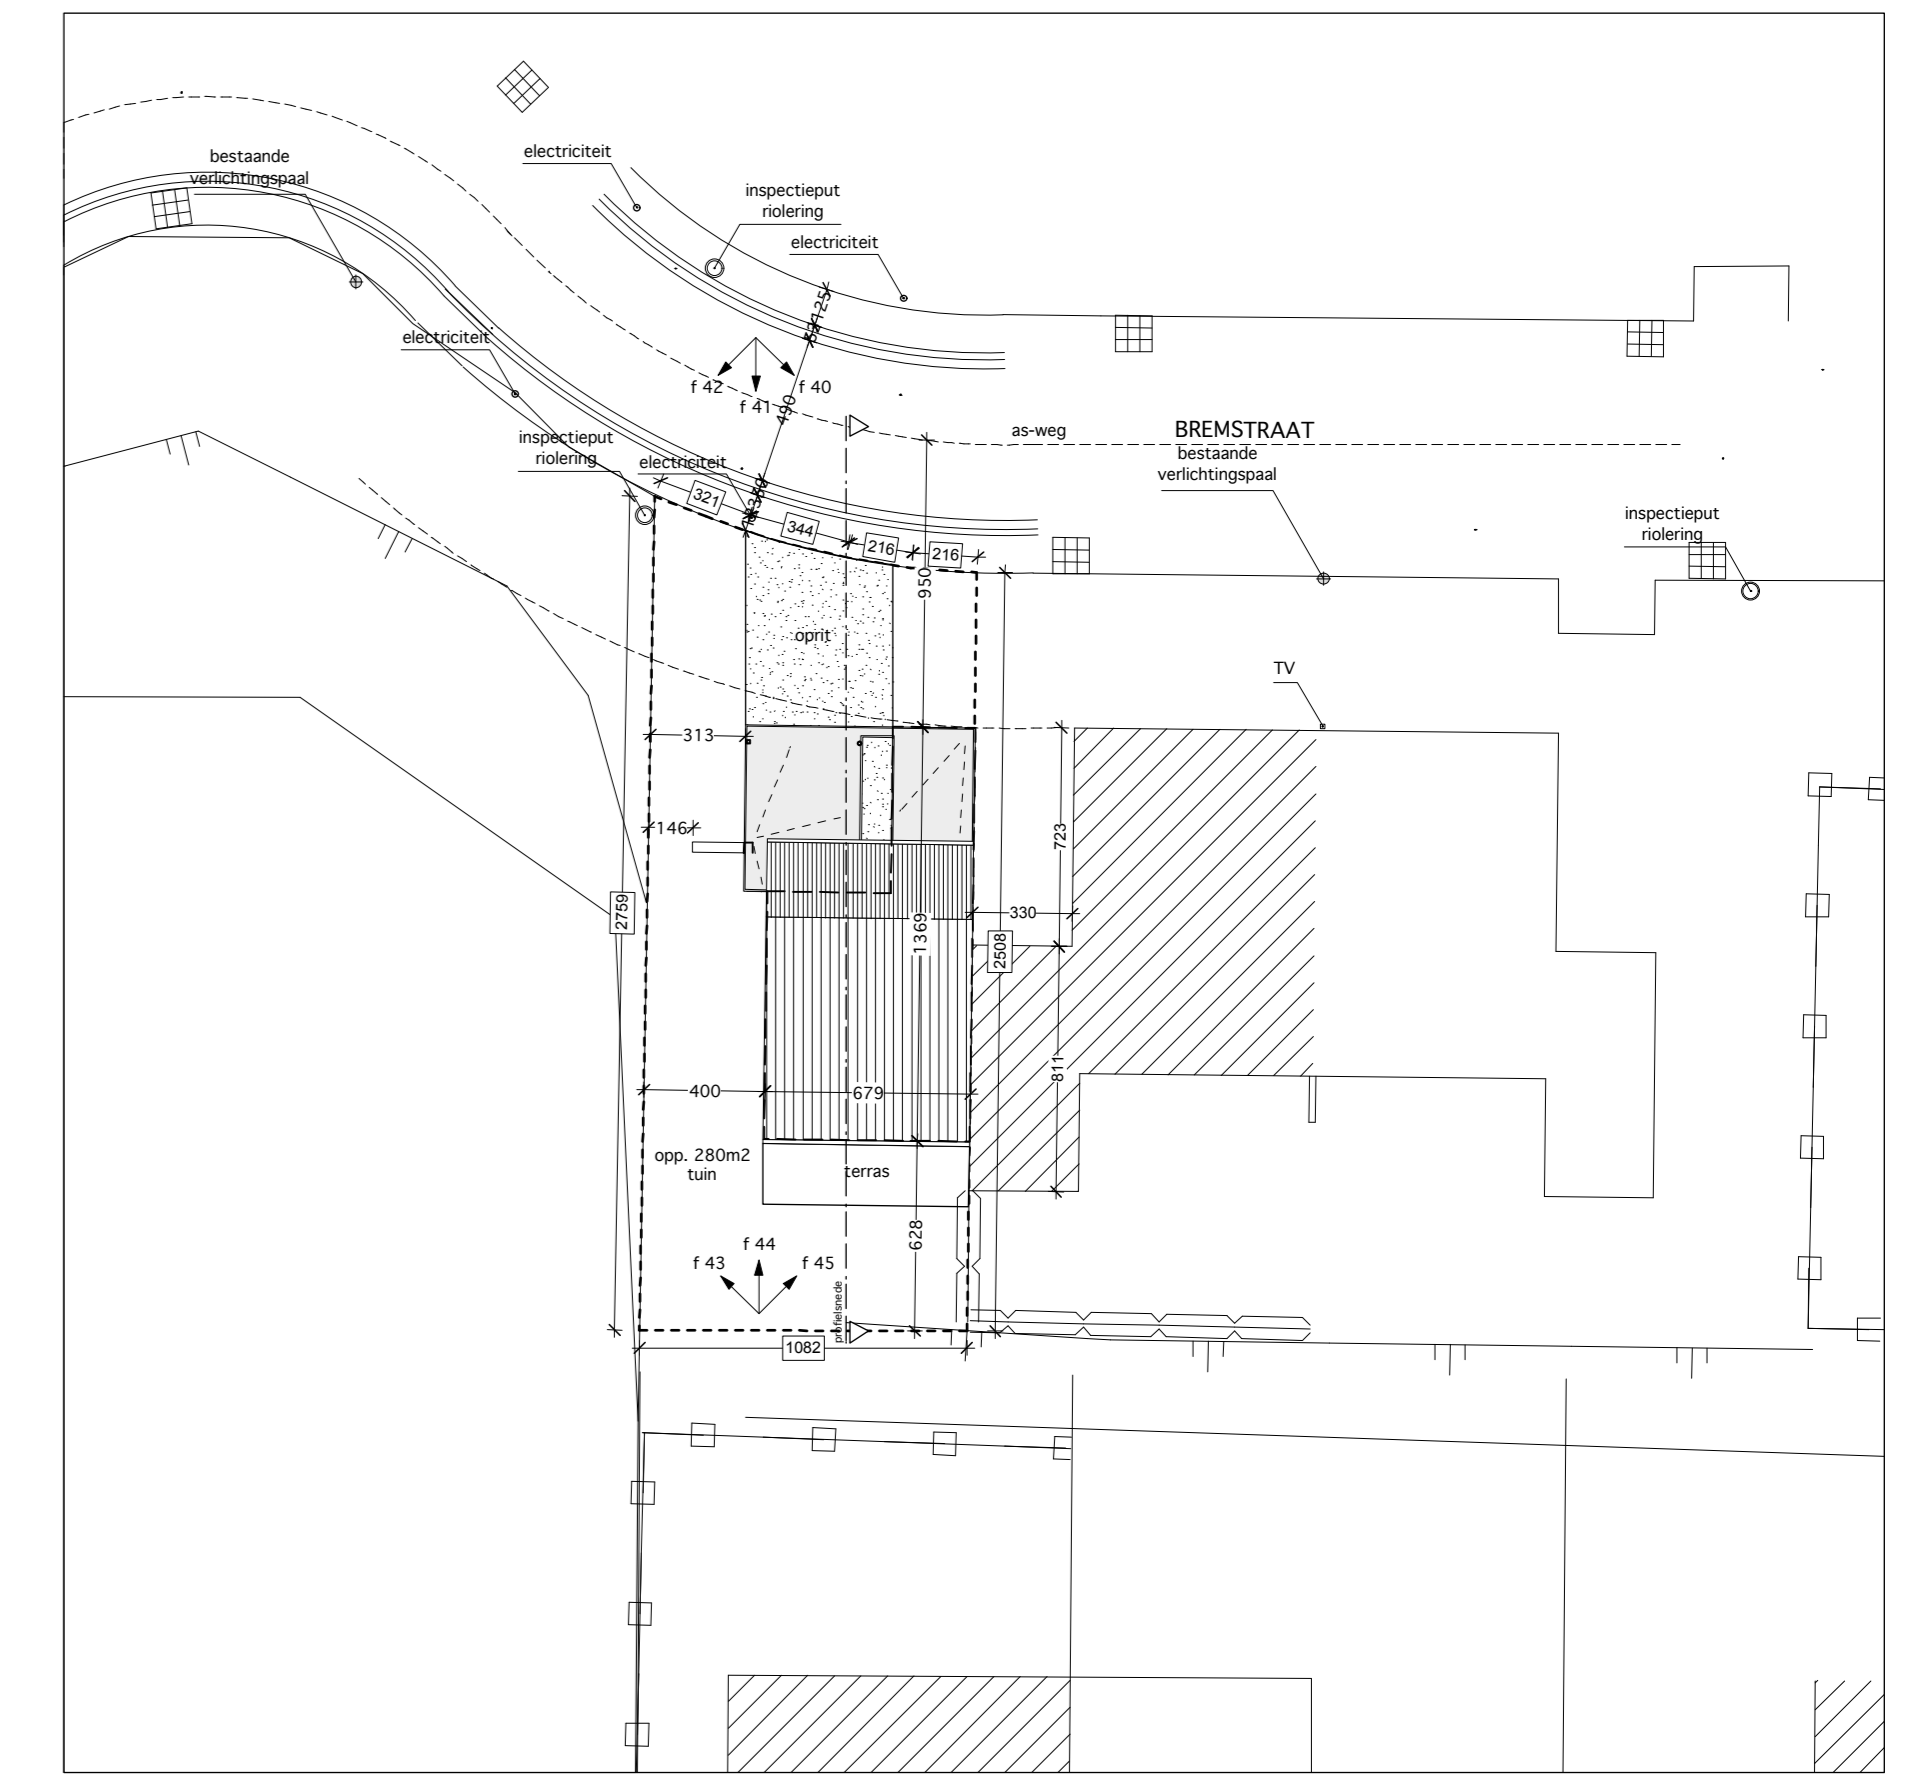 electriciteit
bestaande
verlichtingspaal
inspectieput
riolering
electriciteit
125
electriciteit
f 42
f 41
f 40
490
as-weg
BREMSTRAAT
bestaande
verlichtingspaal
inspectieput
riolering
electriciteit
321
344
216
216
inspectieput
riolering
950
oprit
TV
313
146
723
2759
1369
330
2508
811
400
679
opp. 280m2
tuin
terras
628
f 43
f 44
f 45
profielsnede
1082